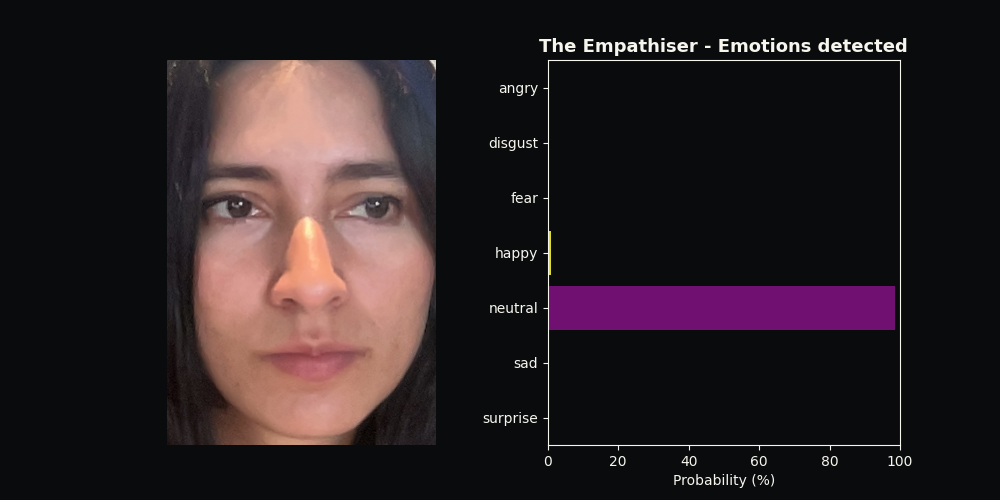 The Empathiser - Emotions detected
angry
disgust
fear
happy
neutral
sad
surprise
0 20 40 60 80 100
Probability (%)